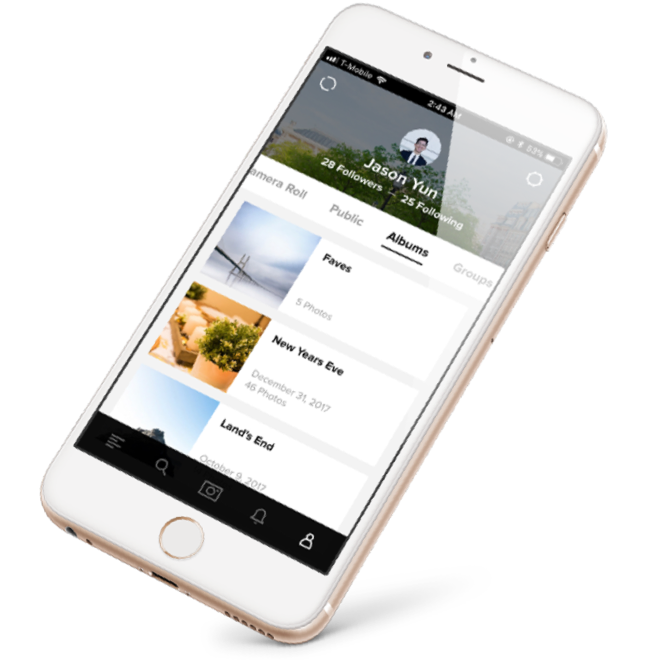 T-Mobile 2:43 AM 53%
Jason Yun
28 Followers 25 Following
amera Roll Public Albums Groups
Faves
5 Photos
New Years Eve
December 31, 2017
46 Photos
Land's End
October 9, 2017